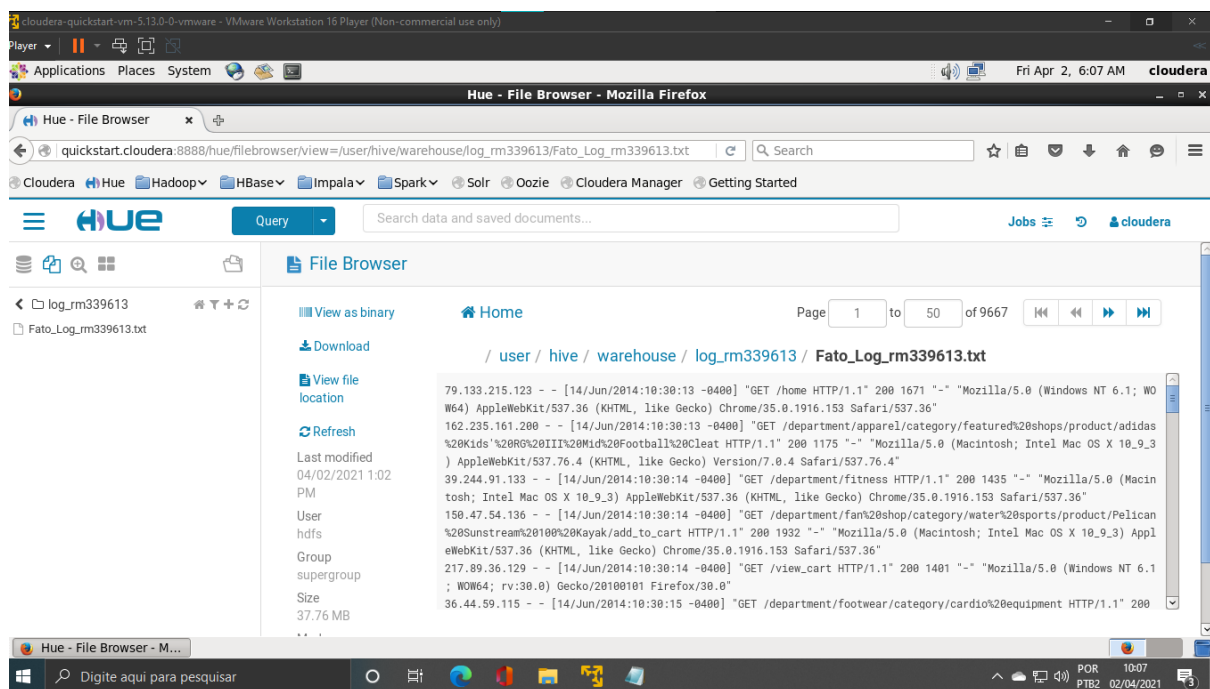 cloudera-quickstart-vm-5.13.0-0-vmware - VMware Workstation 16 Player (Non-commercial use only)
Player
Applications Places System Fri Apr 2, 6:07 AM cloudera
Hue - File Browser - Mozilla Firefox
Hue - File Browser
quickstart.cloudera:8888/hue/filebrowser/view=/user/hive/warehouse/log_rm339613/Fato_Log_rm339613.txt Search
Cloudera Hue Hadoop HBase Impala Spark Solr Oozie Cloudera Manager Getting Started
HUE Query Search data and saved documents... Jobs cloudera
File Browser
log_rm339613
Fato_Log_rm339613.txt
View as binary
Download
View file
location
Refresh
Last modified
04/02/2021 1:02
PM
User
hdfs
Group
supergroup
Size
37.76 MB
Home Page 1 to 50 of 9667
/ user / hive / warehouse / log_rm339613 / Fato_Log_rm339613.txt
79.133.215.123 - - [14/Jun/2014:10:30:13 -0400] "GET /home HTTP/1.1" 200 1671 "-" "Mozilla/5.0 (Windows NT 6.1; WO
W64) AppleWebKit/537.36 (KHTML, like Gecko) Chrome/35.0.1916.153 Safari/537.36"
162.235.161.200 - - [14/Jun/2014:10:30:13 -0400] "GET /department/apparel/category/featured%20shops/product/adidas
%20Kids'%20RG%20III%20Mid%20Football%20Cleat HTTP/1.1" 200 1175 "-" "Mozilla/5.0 (Macintosh; Intel Mac OS X 10_9_3
) AppleWebKit/537.76.4 (KHTML, like Gecko) Version/7.0.4 Safari/537.76.4"
39.244.91.133 - - [14/Jun/2014:10:30:14 -0400] "GET /department/fitness HTTP/1.1" 200 1435 "-" "Mozilla/5.0 (Macin
tosh; Intel Mac OS X 10_9_3) AppleWebKit/537.36 (KHTML, like Gecko) Chrome/35.0.1916.153 Safari/537.36"
150.47.54.136 - - [14/Jun/2014:10:30:14 -0400] "GET /department/fan%20shop/category/water%20sports/product/Pelican
%20Sunstream%20100%20Kayak/add_to_cart HTTP/1.1" 200 1932 "-" "Mozilla/5.0 (Macintosh; Intel Mac OS X 10_9_3) Appl
eWebKit/537.36 (KHTML, like Gecko) Chrome/35.0.1916.153 Safari/537.36"
217.89.36.129 - - [14/Jun/2014:10:30:14 -0400] "GET /view_cart HTTP/1.1" 200 1401 "-" "Mozilla/5.0 (Windows NT 6.1
; WOW64; rv:30.0) Gecko/20100101 Firefox/30.0"
36.44.59.115 - - [14/Jun/2014:10:30:15 -0400] "GET /department/footwear/category/cardio%20equipment HTTP/1.1" 200
Hue - File Browser - M...
Digite aqui para pesquisar
POR 10:07
PTB2 02/04/2021
3